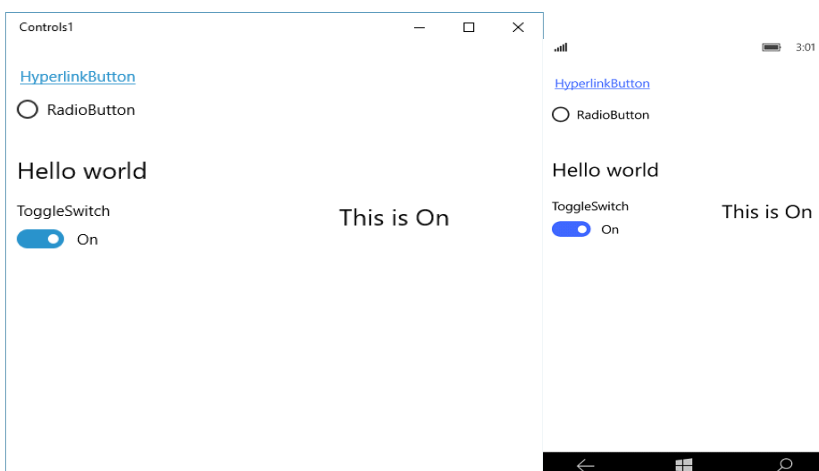 Controls1
HyperlinkButton
RadioButton
Hello world
ToggleSwitch
On
This is On
3:01
HyperlinkButton
RadioButton
Hello world
ToggleSwitch
On
This is On